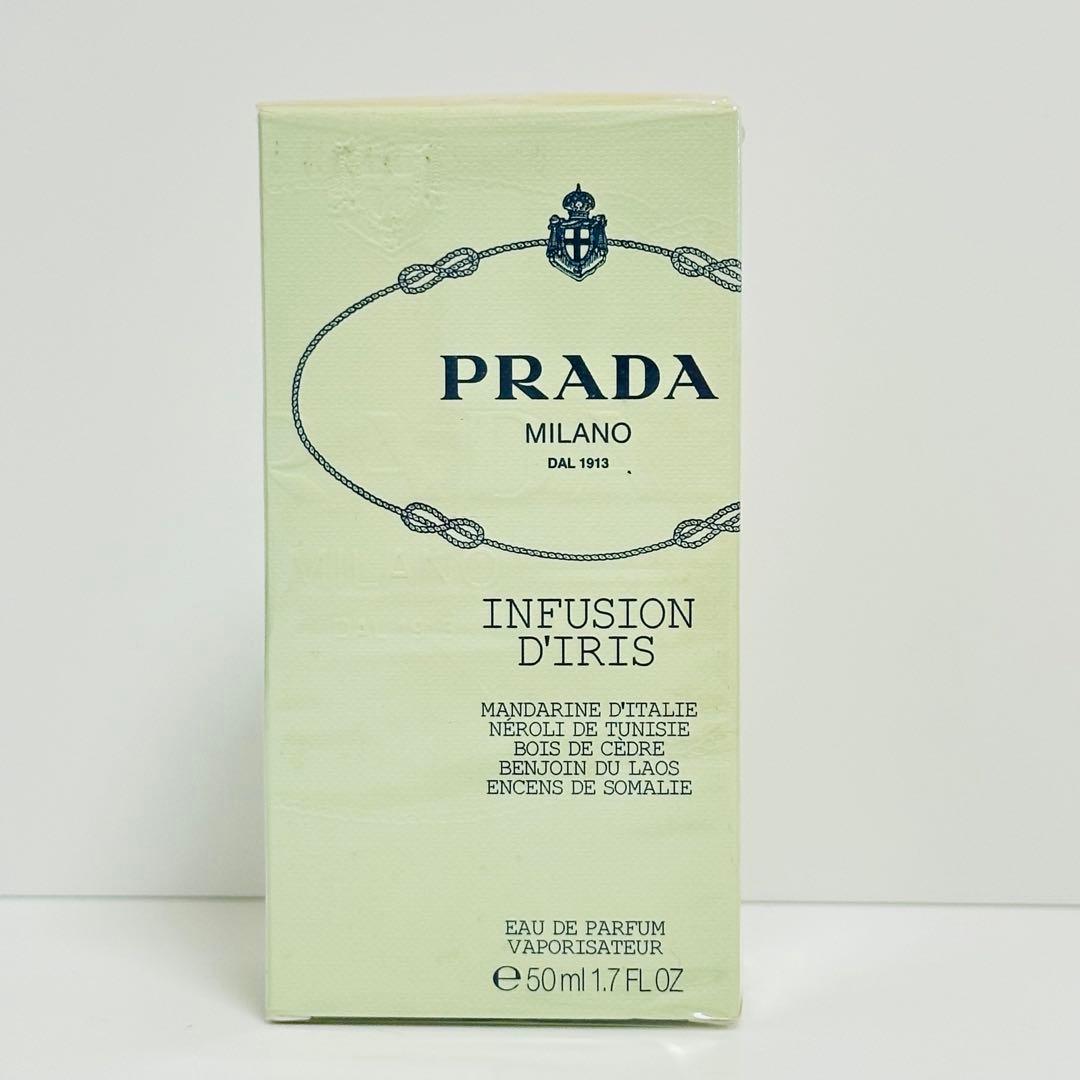 PRADA
MILANO
DAL 1913
MILANO
INFUSION
D'IRIS
MANDARINE D'ITALIE
NÉROLI DE TUNISIE
BOIS DE CÈDRE
BENJOIN DU LAOS
ENCENS DE SOMALIE
EAU DE PARFUM
VAPORISATEUR
℮ 50 ml 1.7 FL OZ